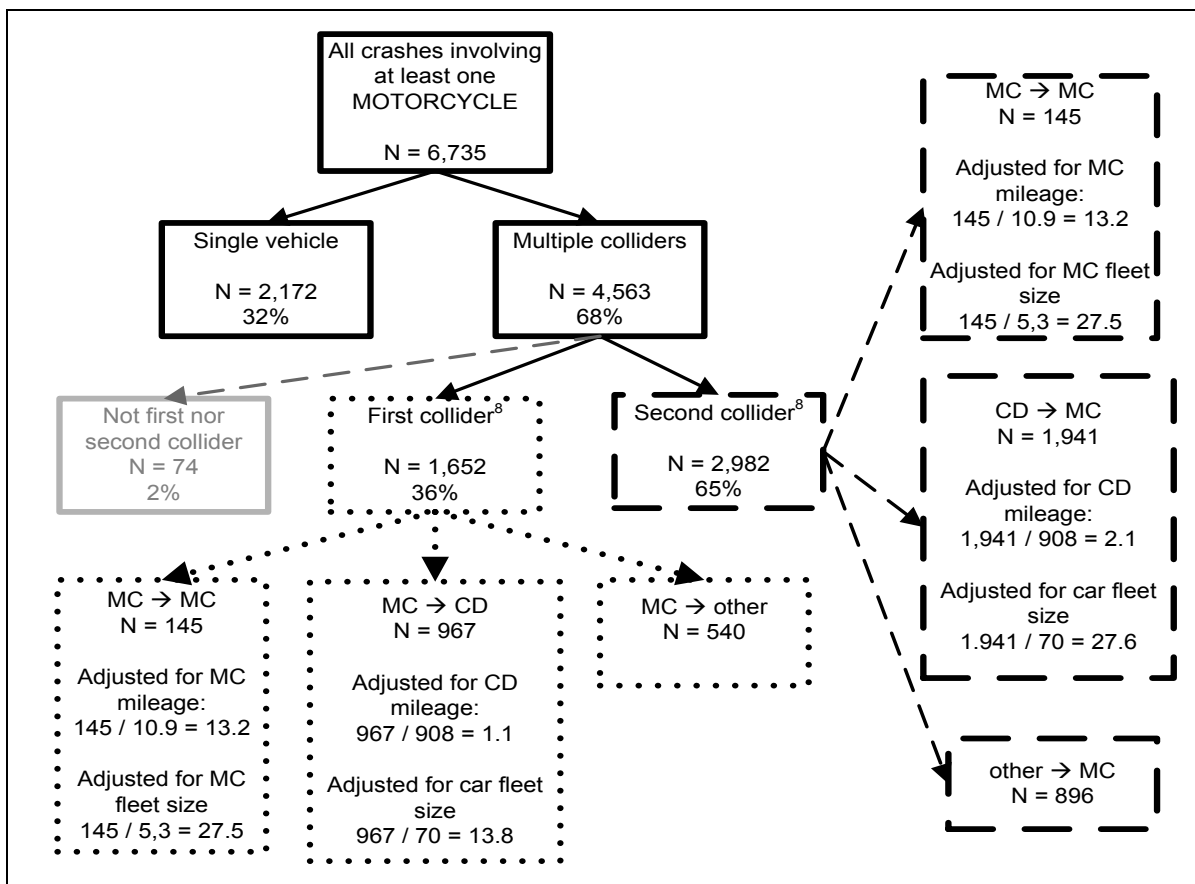 All crashes involving
at least one
MOTORCYCLE
N = 6,735
Single vehicle
N = 2,172
32%
Multiple colliders
N = 4,563
68%
Not first nor
second collider
N = 74
2%
First collider⁸
N = 1,652
36%
Second collider⁸
N = 2,982
65%
MC → MC
N = 145
Adjusted for MC
mileage:
145 / 10.9 = 13.2
Adjusted for MC
fleet size
145 / 5,3 = 27.5
MC → CD
N = 967
Adjusted for CD
mileage:
967 / 908 = 1.1
Adjusted for car fleet
size
967 / 70 = 13.8
MC → other
N = 540
MC → MC
N = 145
Adjusted for MC
mileage:
145 / 10.9 = 13.2
Adjusted for MC fleet
size
145 / 5,3 = 27.5
CD → MC
N = 1,941
Adjusted for CD
mileage:
1,941 / 908 = 2.1
Adjusted for car fleet
size
1.941 / 70 = 27.6
other → MC
N = 896